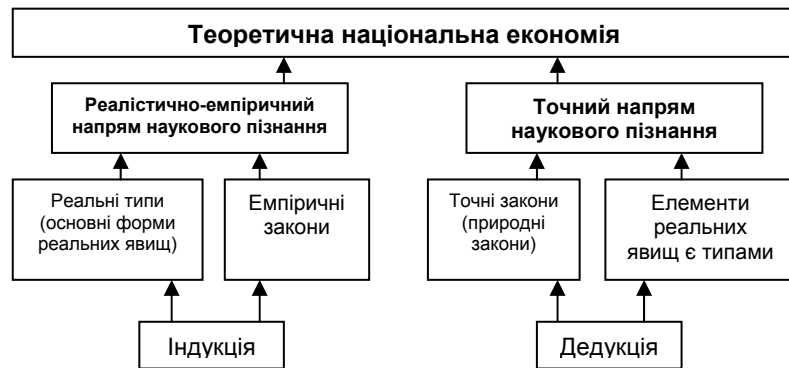 Теоретична національна економія
Реалістично-емпіричний
напрям наукового пізнання
Точний напрям
наукового пізнання
Реальні типи
(основні форми
реальних явищ)
Емпіричні
закони
Точні закони
(природні
закони)
Елементи
реальних
явищ є типами
Індукція
Дедукція